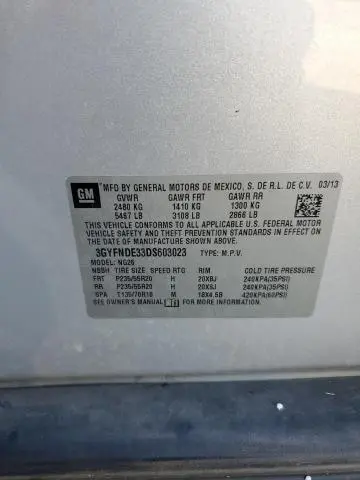 GM
MFD BY GENERAL MOTORS DE MEXICO, S. DE R.L. DE C.V. 03/13
GVWR GAWR FRT GAWR RR
2480 KG 1410 KG 1300 KG
5467 LB 3108 LB 2866 LB
THIS VEHICLE CONFORMS TO ALL APPLICABLE U.S. FEDERAL MOTOR
VEHICLE SAFETY AND THEFT PREVENTION STANDARDS IN
EFFECT ON THE DATE OF MANUFACTURE SHOWN ABOVE.
3GYFNDE33DS603023 TYPE: M.P.V.
MODEL: NG26
TIRE SIZE SPEED RTG RIM COLD TIRE PRESSURE
FRT P235/55R20 H 20X8J 240KPA(35PSI)
RR P235/55R20 H 20X8J 240KPA(35PSI)
SPA T135/70R18 M 18X4.5B 420KPA(60PSI)
SEE OWNER'S MANUAL FOR MORE INFORMATION.